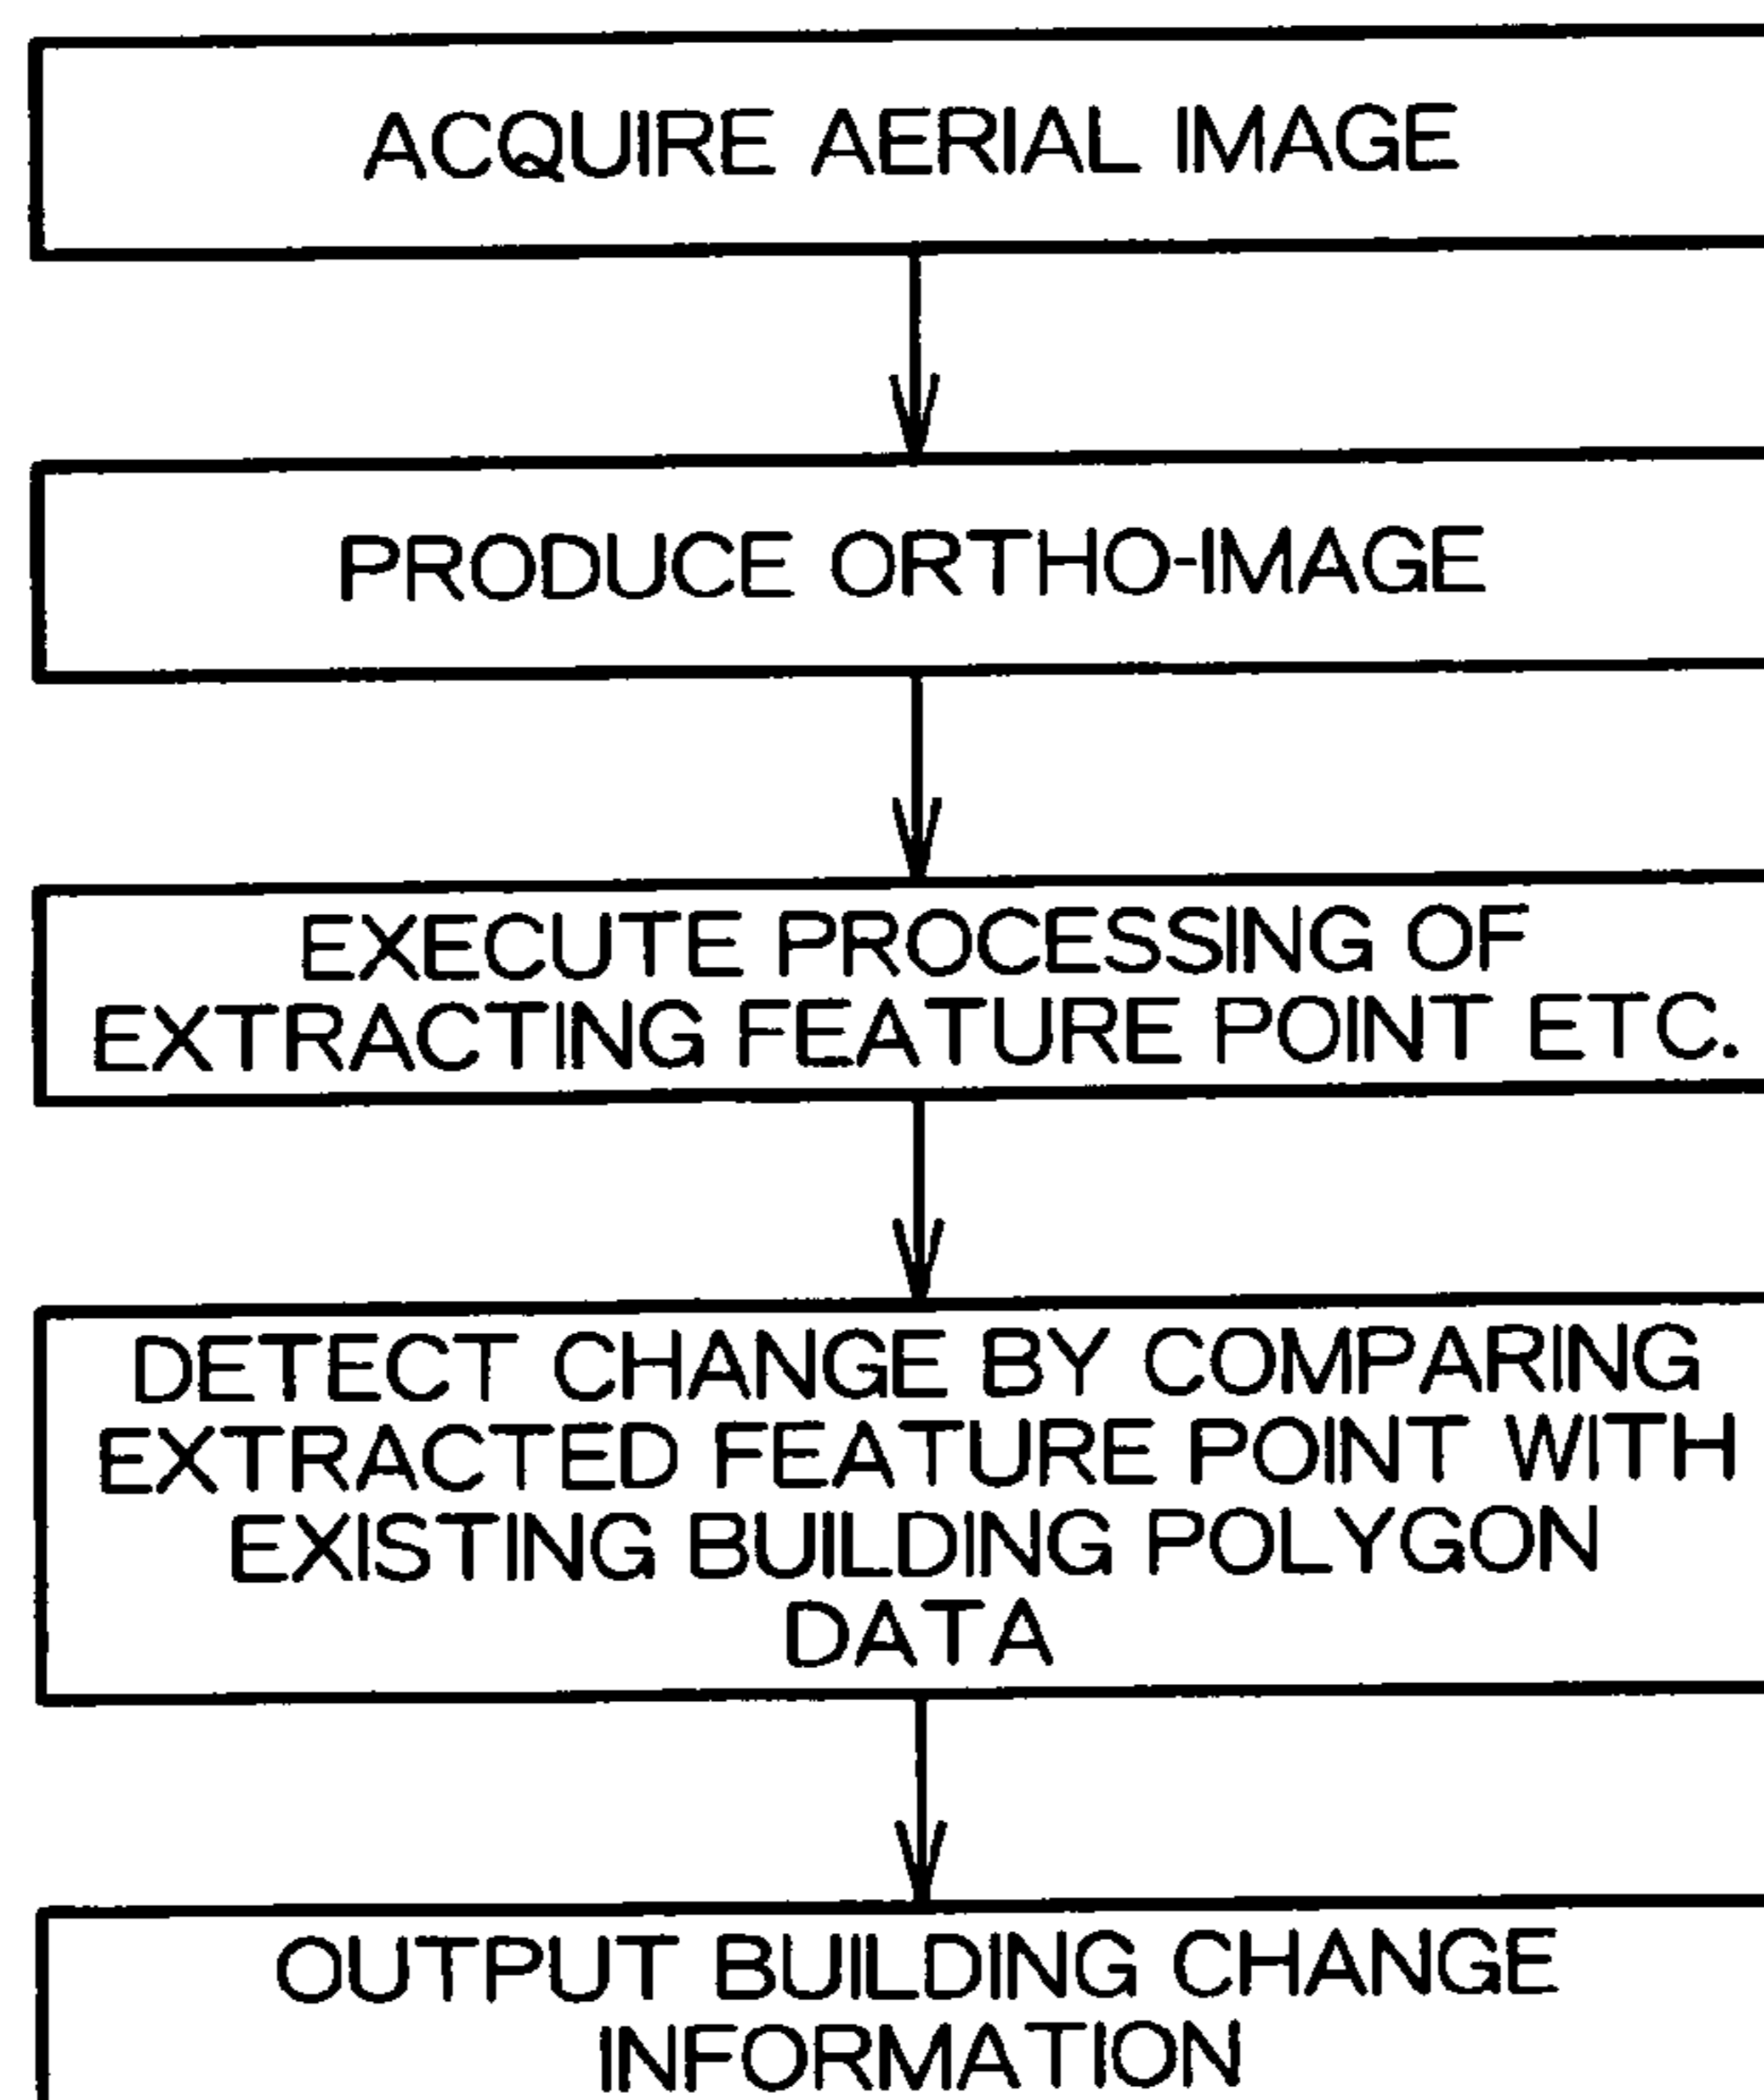 ACQUIRE AERIAL IMAGE
PRODUCE ORTHO-IMAGE
EXECUTE PROCESSING OF
EXTRACTING FEATURE POINT ETC.
DETECT CHANGE BY COMPARING
EXTRACTED FEATURE POINT WITH
EXISTING BUILDING POLYGON
DATA
OUTPUT BUILDING CHANGE
INFORMATION